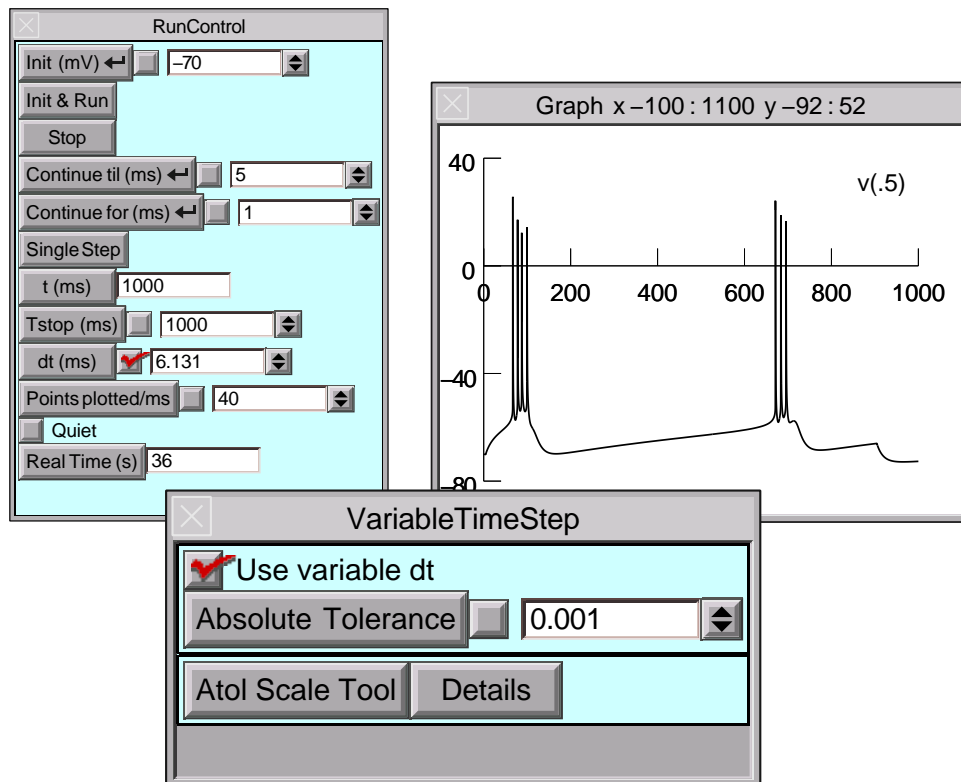 RunControl
Init (mV)
–70
Init & Run
Stop
Continue til (ms)
5
Continue for (ms)
1
Single Step
t (ms)
1000
Tstop (ms)
1000
dt (ms)
6.131
Points plotted/ms
40
Quiet
Real Time (s)
36
Graph x –100 : 1100 y –92 : 52
40
v(.5)
0
0 200 400 600 800 1000
–40
–80
VariableTimeStep
Use variable dt
Absolute Tolerance
0.001
Atol Scale Tool Details